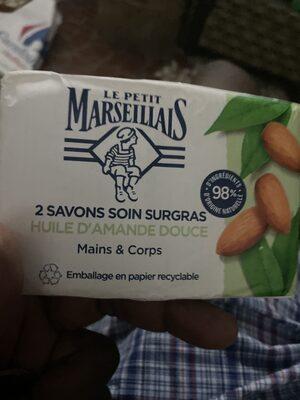 LE PETIT
MARSEILLAIS
D'INGRÉDIENTS
98%
D'ORIGINE NATURELLE
2 SAVONS SOIN SURGRAS
HUILE D'AMANDE DOUCE
Mains & Corps
Emballage en papier recyclable